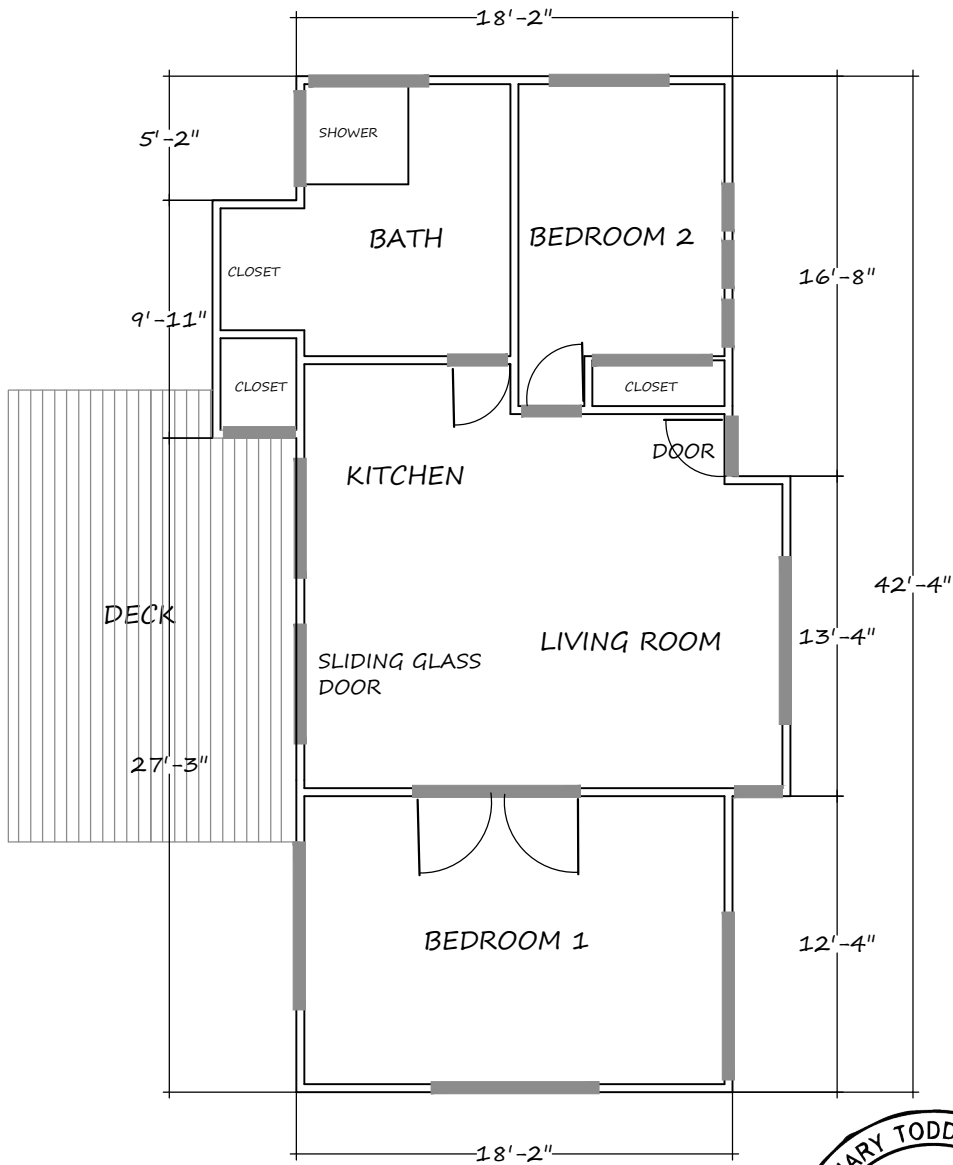 18'-2"
5'-2"
SHOWER
BATH
BEDROOM 2
CLOSET
16'-8"
9'-11"
CLOSET
CLOSET
DOOR
KITCHEN
42'-4"
DECK
LIVING ROOM
13'-4"
SLIDING GLASS
DOOR
27'-3"
BEDROOM 1
12'-4"
18'-2"
TODD